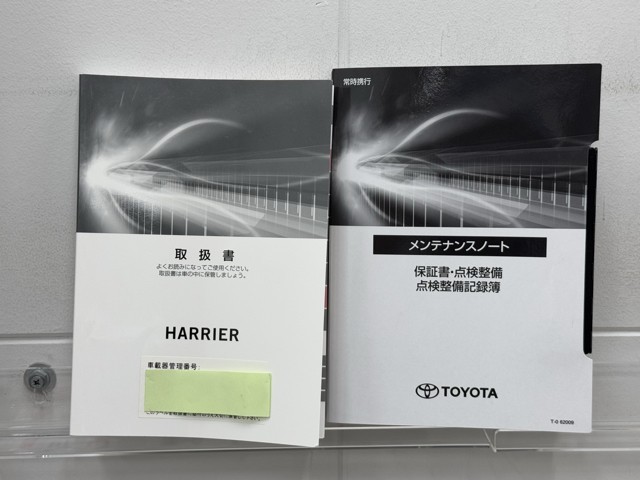 取扱書
よくお読みになってご使用ください。
取扱書は車の中に保管しましょう。
HARRIER
車載器管理番号:
常時携行
メンテナンスノート
保証書・点検整備
点検整備記録簿
TOYOTA
T-0 62009